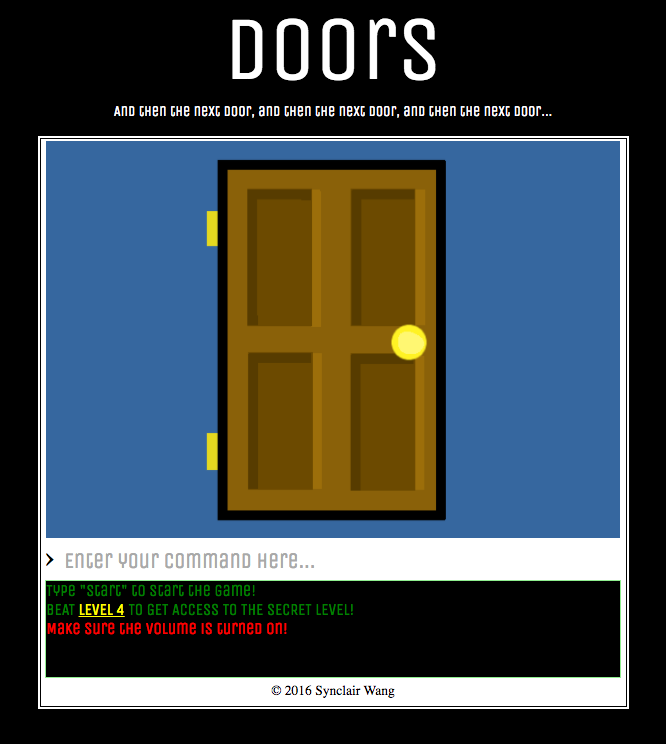 Doors
And then the next door, and then the next door, and then the next door...
> Enter your command here...
Type "start" to start the game!
BEAT LEVEL 4 TO GET ACCESS TO THE SECRET LEVEL!
Make sure the volume is turned on!
© 2016 Synclair Wang